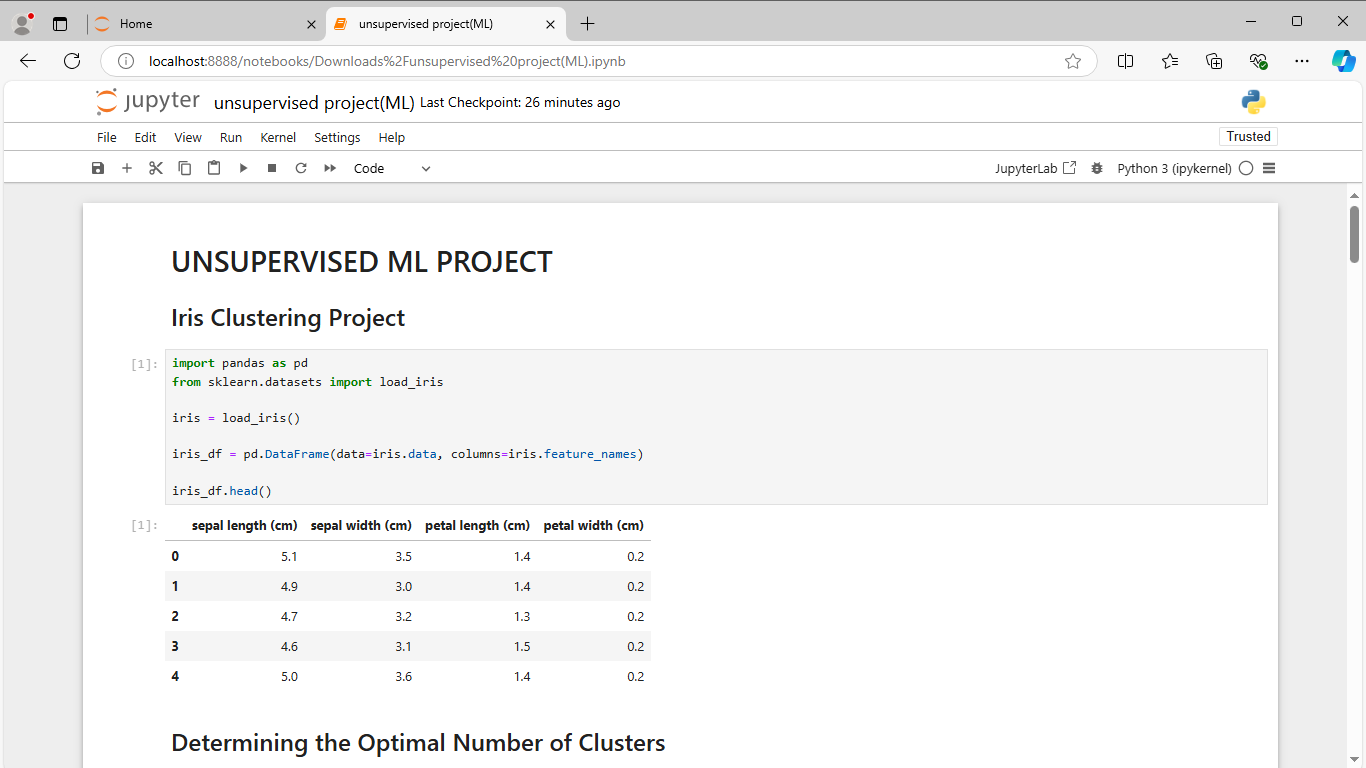 Home
unsupervised project(ML)
localhost:8888/notebooks/Downloads%2Funsupervised%20project(ML).ipynb
jupyter unsupervised project(ML) Last Checkpoint: 26 minutes ago
File Edit View Run Kernel Settings Help Trusted
Code JupyterLab Python 3 (ipykernel)
UNSUPERVISED ML PROJECT
Iris Clustering Project
[1]: import pandas as pd
from sklearn.datasets import load_iris
iris = load_iris()
iris_df = pd.DataFrame(data=iris.data, columns=iris.feature_names)
iris_df.head()
[1]: sepal length (cm) sepal width (cm) petal length (cm) petal width (cm)
0 5.1 3.5 1.4 0.2
1 4.9 3.0 1.4 0.2
2 4.7 3.2 1.3 0.2
3 4.6 3.1 1.5 0.2
4 5.0 3.6 1.4 0.2
Determining the Optimal Number of Clusters